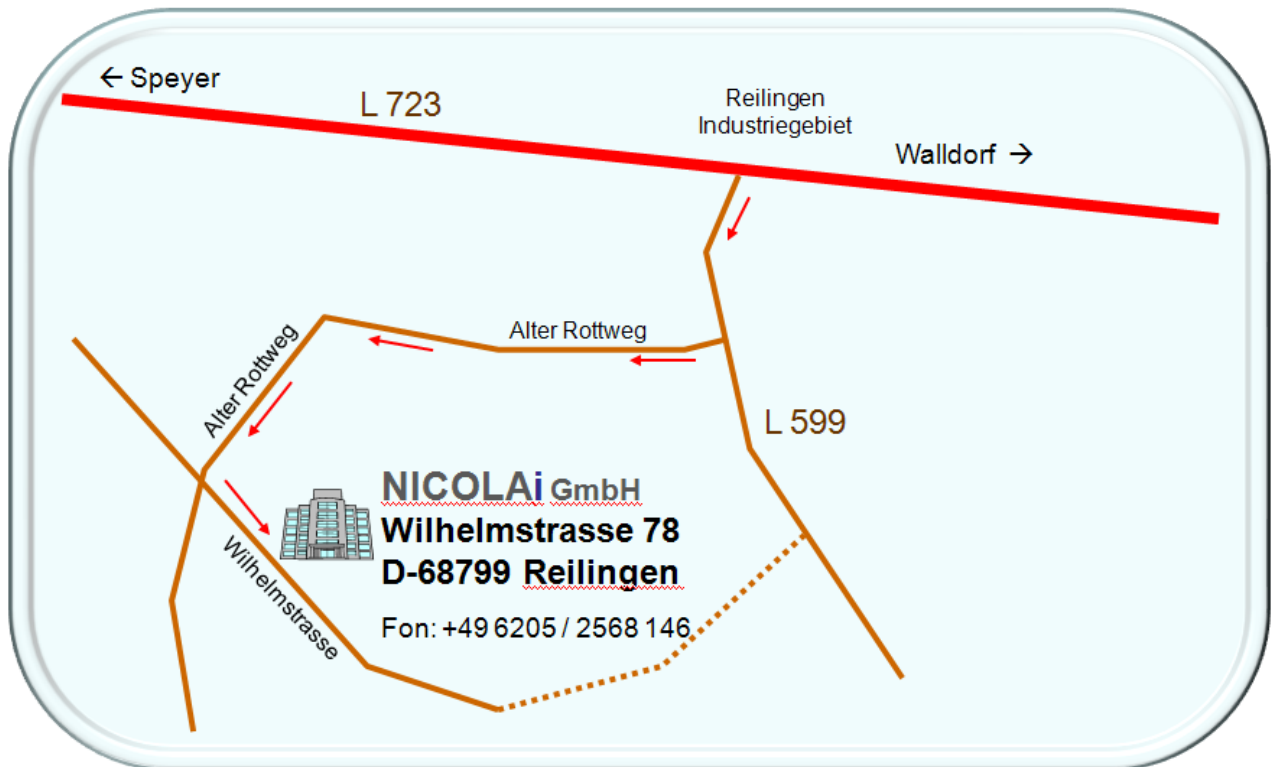 ← Speyer
L 723
Reilingen
Industriegebiet
Walldorf →
Alter Rottweg
Alter Rottweg
L 599
NICOLAi GmbH
Wilhelmstrasse 78
D-68799 Reilingen
Fon: +49 6205 / 2568 146
Wilhelmstrasse